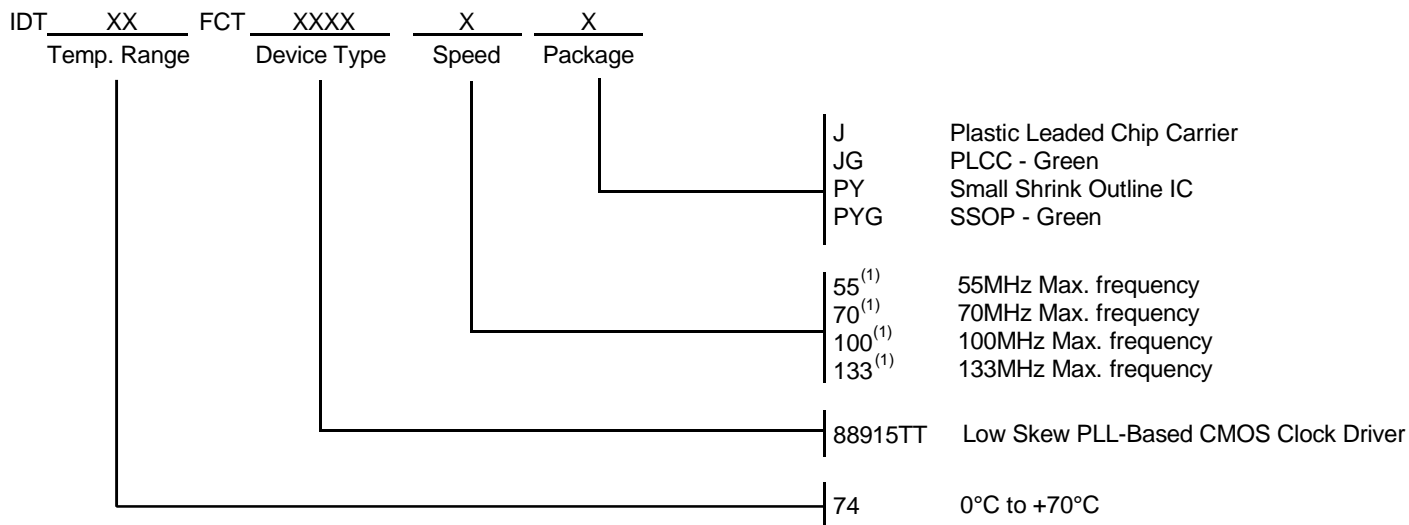 IDT XX FCT XXXX X X
Temp. Range Device Type Speed Package
J Plastic Leaded Chip Carrier
JG PLCC - Green
PY Small Shrink Outline IC
PYG SSOP - Green
55(1) 55MHz Max. frequency
70(1) 70MHz Max. frequency
100(1) 100MHz Max. frequency
133(1) 133MHz Max. frequency
88915TT Low Skew PLL-Based CMOS Clock Driver
74 0°C to +70°C